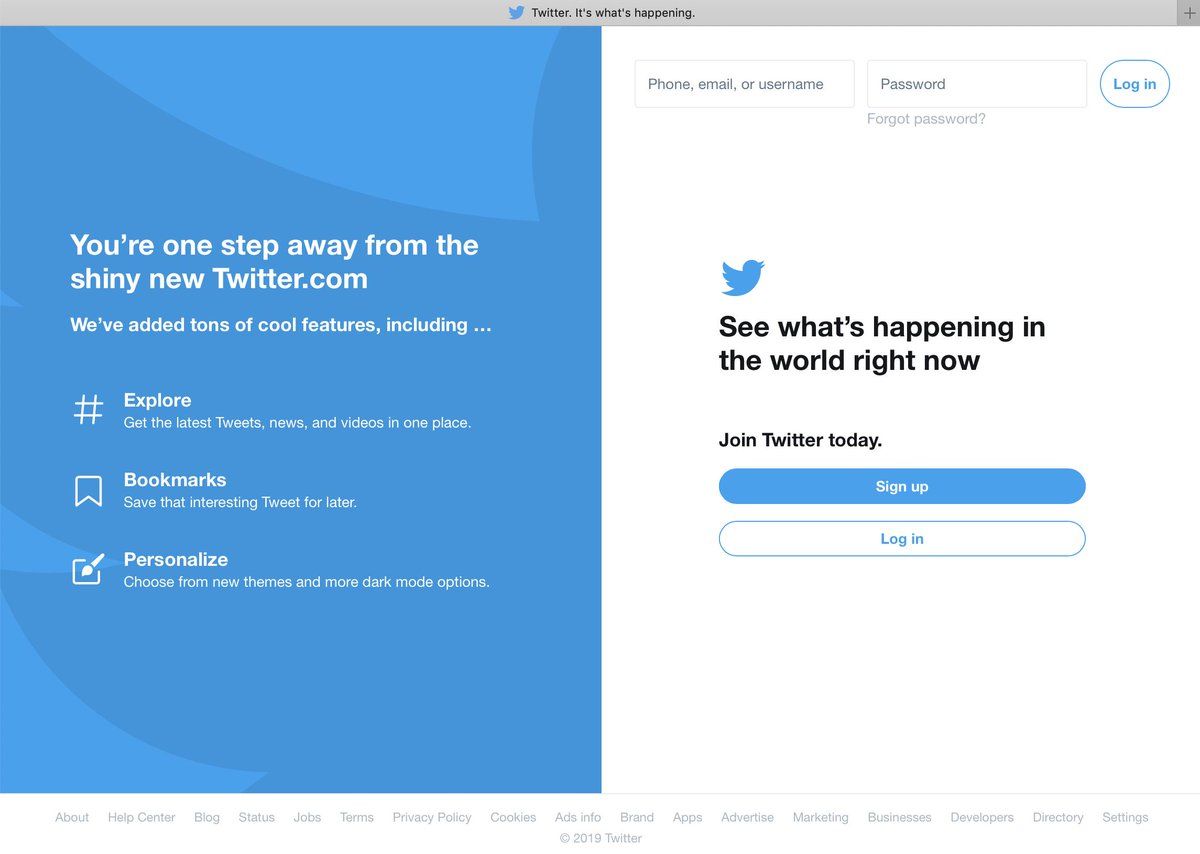 Twitter. It's what's happening.
You’re one step away from the
shiny new Twitter.com
We’ve added tons of cool features, including …
Explore
Get the latest Tweets, news, and videos in one place.
Bookmarks
Save that interesting Tweet for later.
Personalize
Choose from new themes and more dark mode options.
Phone, email, or username Password Log in
Forgot password?
See what’s happening in
the world right now
Join Twitter today.
Sign up
Log in
About Help Center Blog Status Jobs Terms Privacy Policy Cookies Ads info Brand Apps Advertise Marketing Businesses Developers Directory Settings
© 2019 Twitter